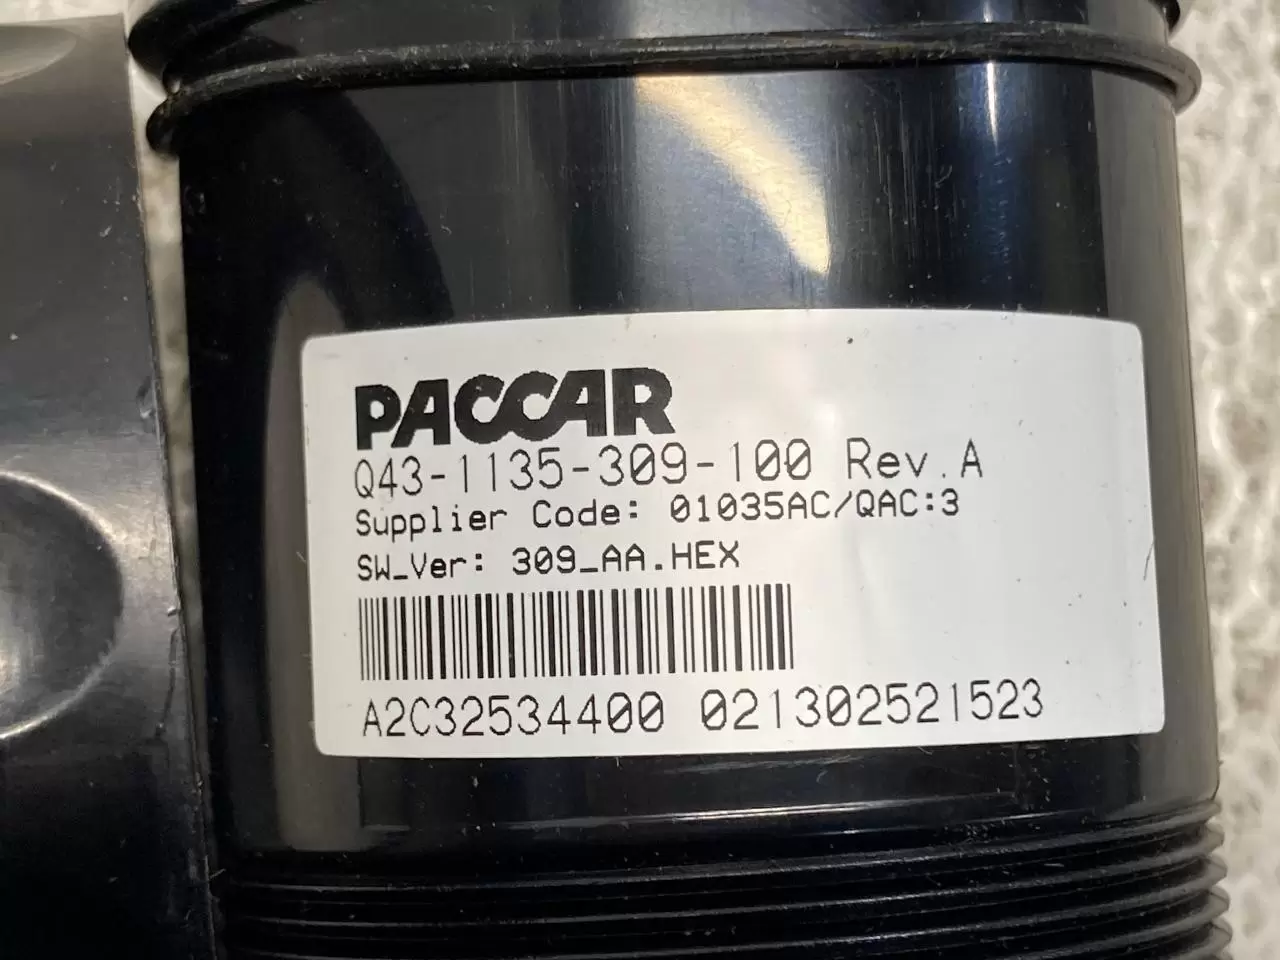 PACCAR
Q43-1135-309-100 Rev.A
Supplier Code: 01035AC/QAC:3
SW_Ver: 309_AA.HEX
A2C32534400 021302521523